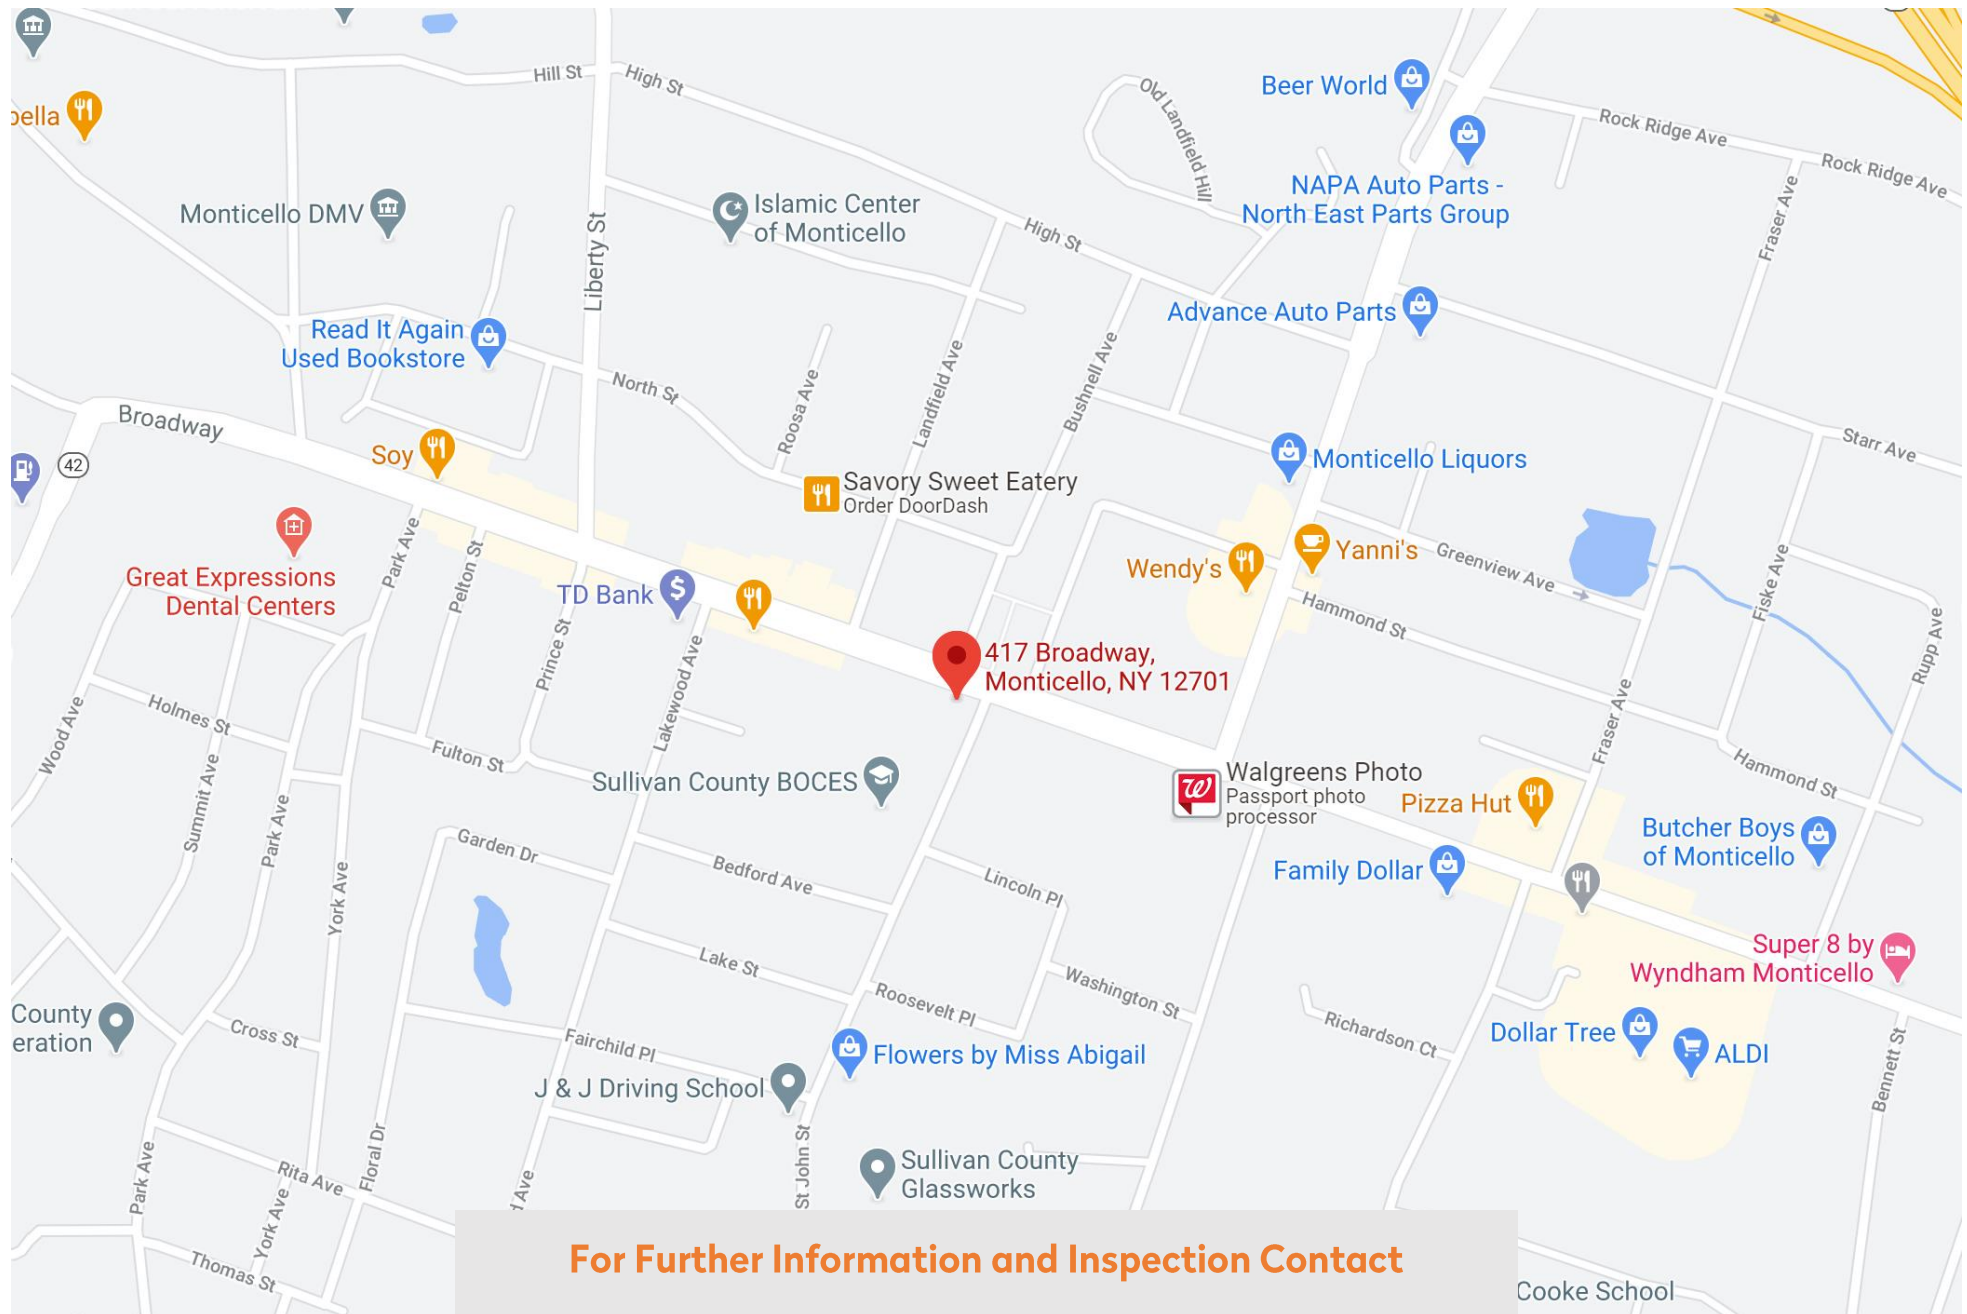 Hill St
High St
Beer World
Old Landfield Hill
Rock Ridge Ave
Rock Ridge Ave
bella
NAPA Auto Parts -
North East Parts Group
Fraser Ave
Monticello DMV
Islamic Center
of Monticello
High St
Liberty St
Advance Auto Parts
Read It Again
Used Bookstore
North St
Roosa Ave
Landfield Ave
Bushnell Ave
Broadway
42
Soy
Monticello Liquors
Starr Ave
Savory Sweet Eatery
Order DoorDash
Great Expressions
Dental Centers
Park Ave
Pelton St
TD Bank
$
Wendy's
Yanni's
Greenview Ave
Hammond St
Fiske Ave
Rupp Ave
Prince St
Lakewood Ave
417 Broadway,
Monticello, NY 12701
Wood Ave
Holmes St
Fulton St
Summit Ave
Park Ave
Sullivan County BOCES
W
Walgreens Photo
Passport photo
processor
Pizza Hut
Fraser Ave
Hammond St
Butcher Boys
of Monticello
Family Dollar
Garden Dr
Bedford Ave
Lincoln Pl
York Ave
Lake St
Roosevelt Pl
Washington St
Super 8 by
Wyndham Monticello
County
eration
Cross St
Fairchild Pl
Flowers by Miss Abigail
Richardson Ct
Dollar Tree
ALDI
Bennett St
J & J Driving School
Park Ave
Rita Ave
York Ave
Floral Dr
d Ave
St John St
Sullivan County
Glassworks
Thomas St
For Further Information and Inspection Contact
Cooke School